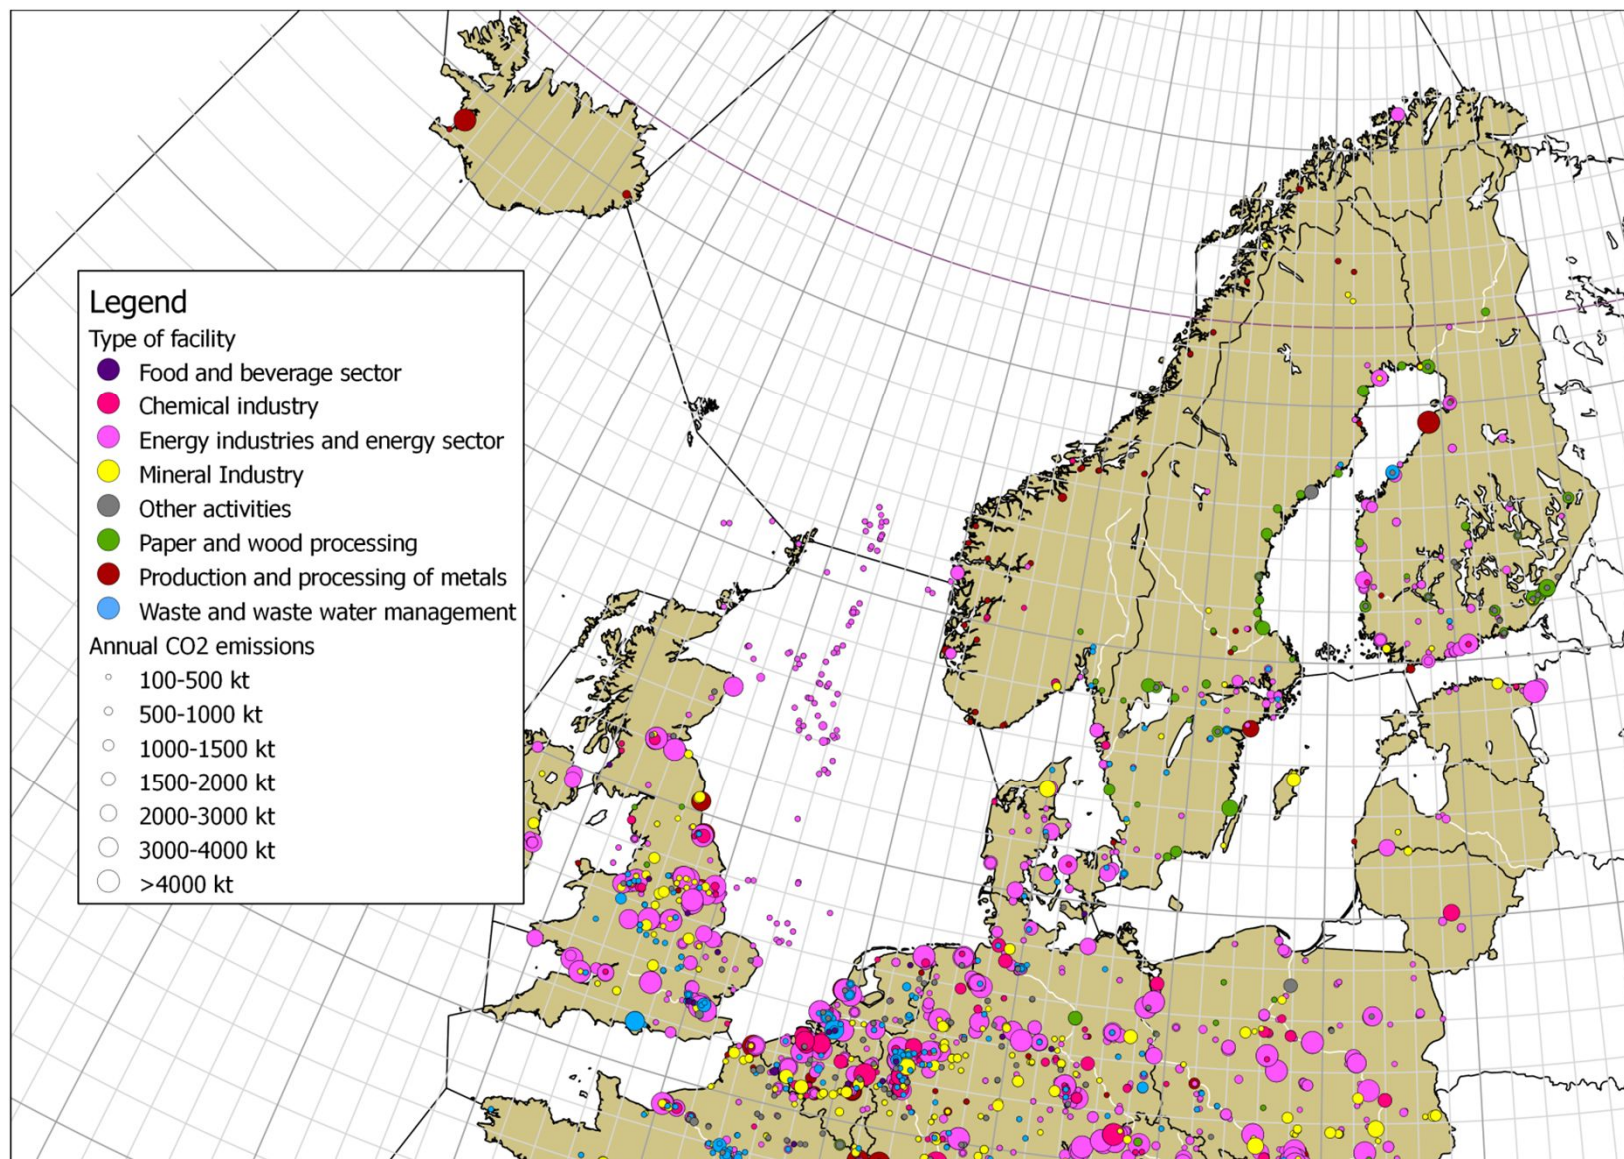 Legend
Type of facility
Food and beverage sector
Chemical industry
Energy industries and energy sector
Mineral Industry
Other activities
Paper and wood processing
Production and processing of metals
Waste and waste water management
Annual CO2 emissions
100-500 kt
500-1000 kt
1000-1500 kt
1500-2000 kt
2000-3000 kt
3000-4000 kt
>4000 kt